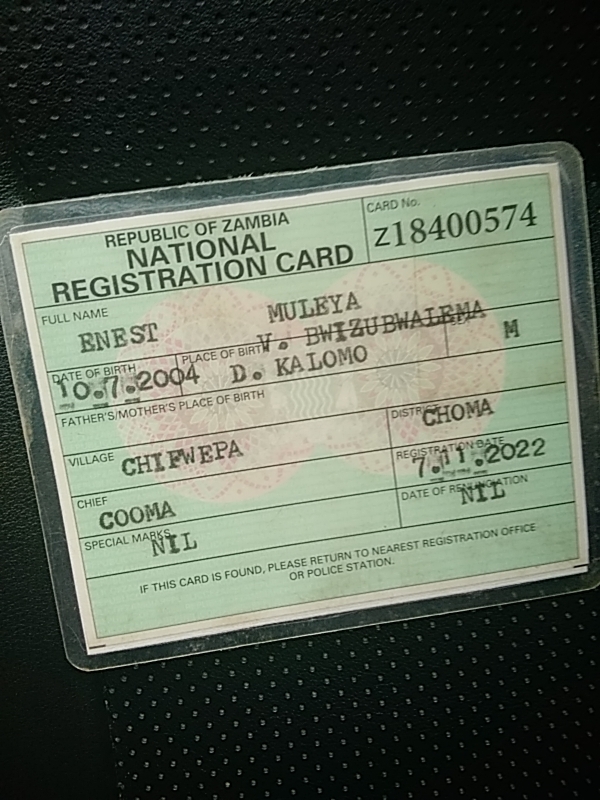 REPUBLIC OF ZAMBIA
NATIONAL
REGISTRATION CARD
CARD No.
Z18400574
FULL NAME
ENEST MULEYA
DATE OF BIRTH
10.7.2004
PLACE OF BIRTH
V. BWIZUBWALEMA
D. KALOMO
M
FATHER'S/MOTHER'S PLACE OF BIRTH
VILLAGE CHIFWEPA
DISTRICT
CHOMA
REGISTRATION DATE
7.11.2022
CHIEF
COOMA
DATE OF RENUNCIATION
NIL
SPECIAL MARKS
NIL
IF THIS CARD IS FOUND, PLEASE RETURN TO NEAREST REGISTRATION OFFICE
OR POLICE STATION.